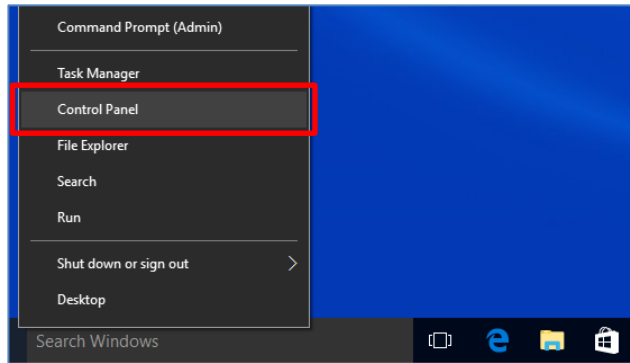 Command Prompt (Admin)
Task Manager
Control Panel
File Explorer
Search
Run
Shut down or sign out
Desktop
Search Windows